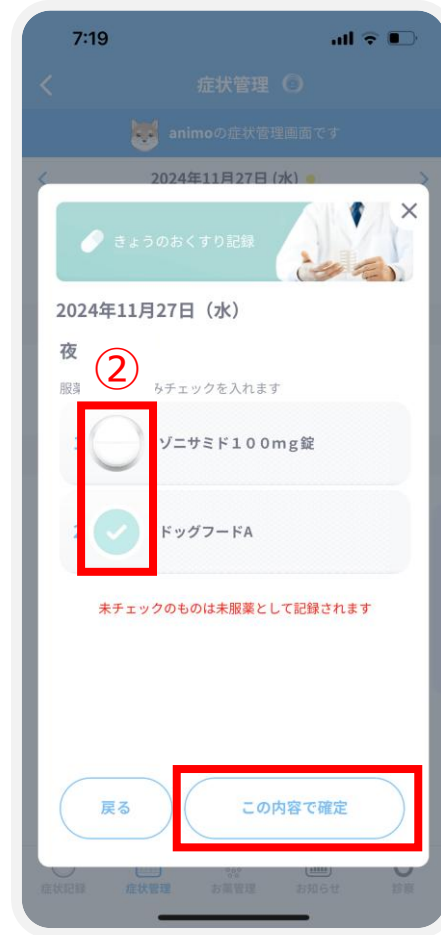 7:19
症状管理
animoの症状管理画面です
2024年11月27日 (水)
きょうのおくすり記録
2024年11月27日（水）
夜
②
服薬 みチェックを入れます
ゾニサミド１００mg錠
2 ドッグフードA
未チェックのものは未服薬として記録されます
戻る
この内容で確定
症状記録 症状管理 お薬管理 お知らせ 診察